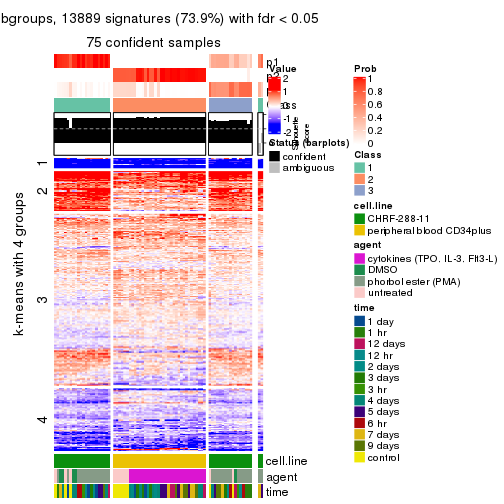 bgroups, 13889 signatures (73.9%) with fdr < 0.05
75 confident samples
p1
Value
2
1
0
-1
-2
Silhouette
score
Status (barplots)
confident
ambiguous
Prob
1
0.8
0.6
0.4
0.2
0
Class
1
2
3
cell.line
CHRF-288-11
peripheral blood CD34plus
agent
cytokines (TPO, IL-3, Flt3-L)
DMSO
phorbol ester (PMA)
untreated
time
1 day
1 hr
12 days
12 hr
2 days
3 days
3 hr
4 days
5 days
6 hr
7 days
9 days
control
k-means with 4 groups
1
2
3
4
cell.line
agent
time